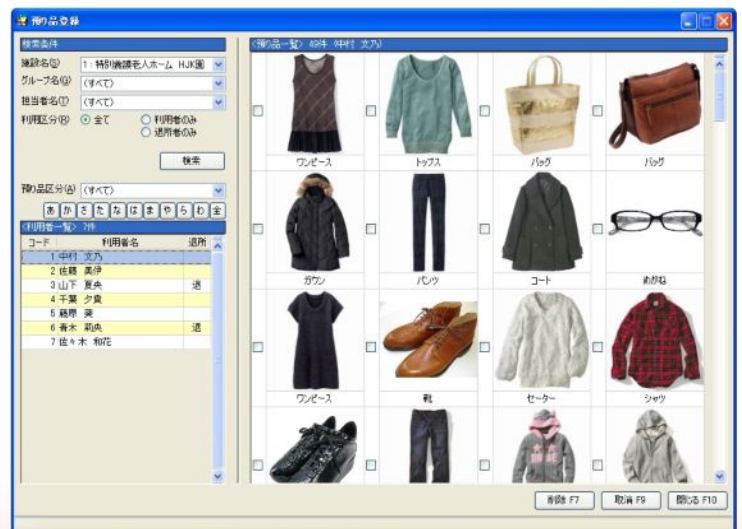 預り品登録
検索条件
施設名(S) 1:特別養護老人ホーム HJK園
グループ名(G) (すべて)
担当者名(T) (すべて)
利用区分(R) 全て 利用者のみ
退所者のみ
検索
預り品区分(A) (すべて)
あ か さ た な は ま や ら わ 全
<利用者一覧> 7件
コード 利用者名 退所
1 中村 文乃
2 佐藤 美伊
3 山下 夏央 退
4 千葉 夕貴
5 藤原 葵
6 青木 莉央 退
7 佐々木 和花
<預り品一覧> 49件 (中村 文乃)
ワンピース トップス バッグ バッグ
ガウン パンツ コート めがね
ワンピース 靴 セーター シャツ
削除 F7 取消 F9 閉じる F10